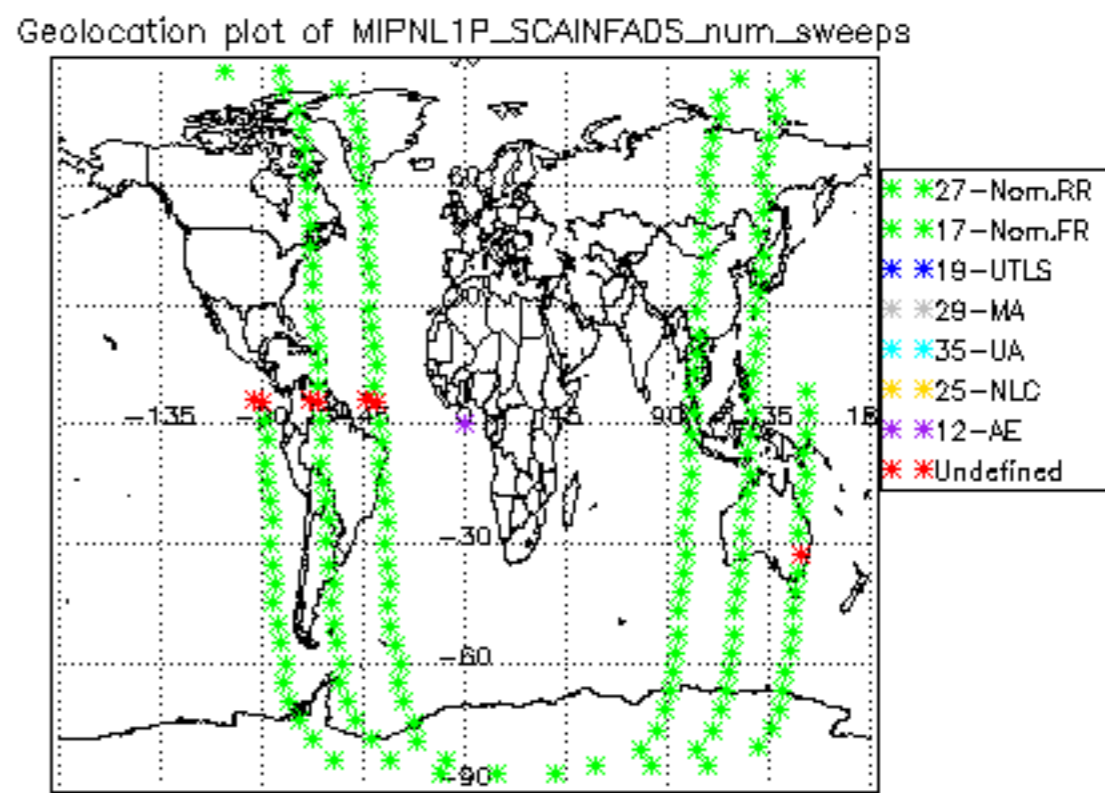 Geolocation plot of MIPNL1P_SCAINFADS_num_sweeps
60
-135
45
90
135
-30
-60
-90
27-Nom.RR
17-Nom.FR
19-UTLS
29-MA
35-UA
25-NLC
12-AE
Undefined